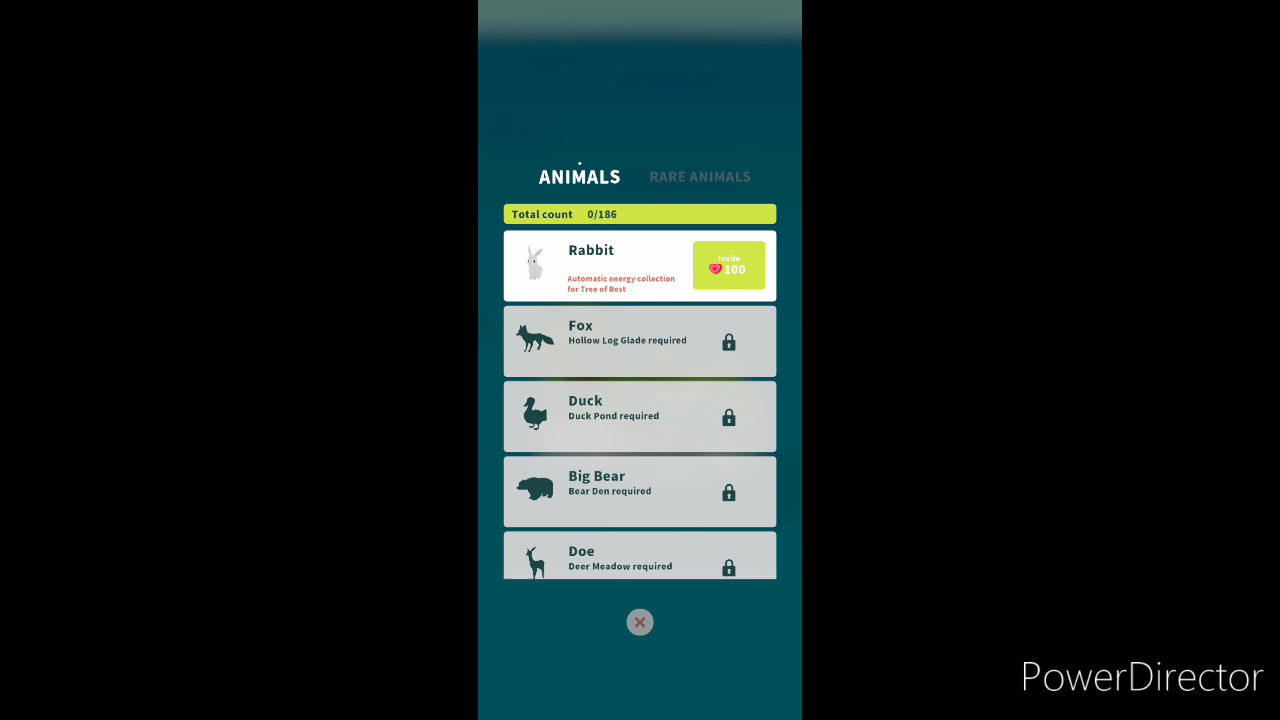 ANIMALS RARE ANIMALS
Total count 0/186
Rabbit
Automatic energy collection
for Tree of Rest
Invite
100
Fox
Hollow Log Glade required
Duck
Duck Pond required
Big Bear
Bear Den required
Doe
Deer Meadow required
PowerDirector